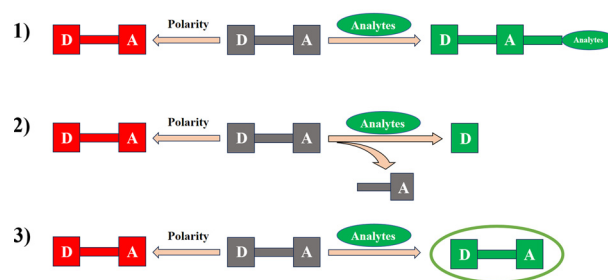 1)
D A Polarity D A Analytes D A Analytes
2)
D A Polarity D A Analytes D
A
3)
D A Polarity D A Analytes D A